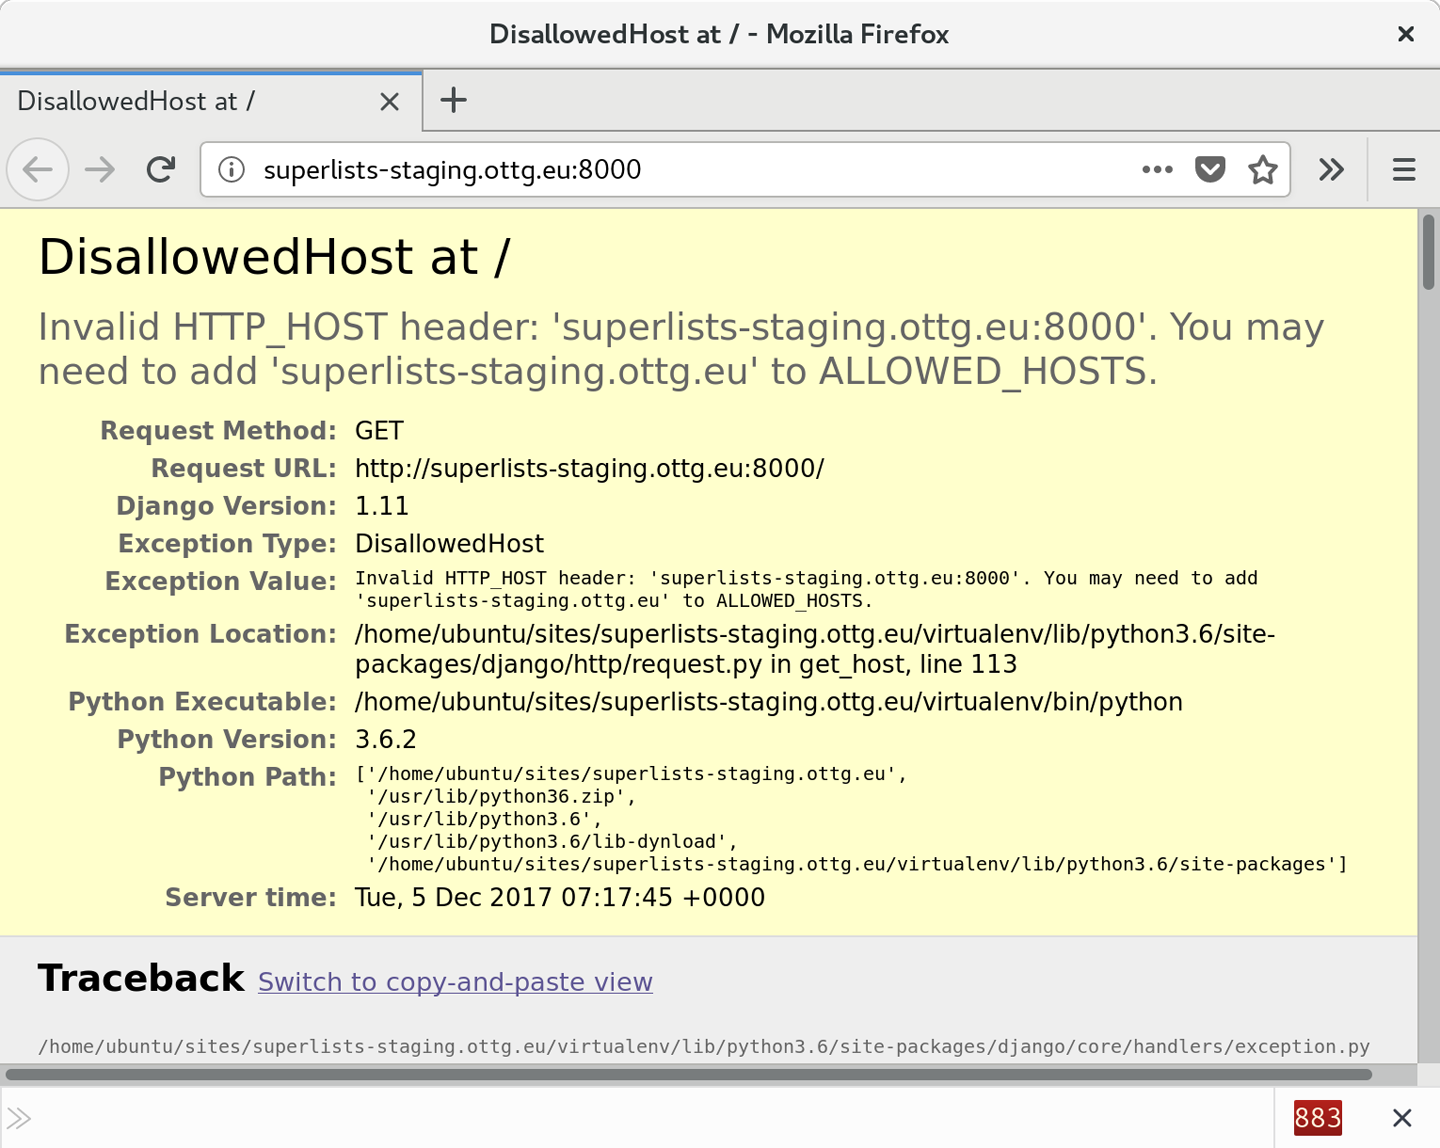 DisallowedHost at / - Mozilla Firefox
DisallowedHost at /
superlists-staging.ottg.eu:8000
DisallowedHost at /
Invalid HTTP_HOST header: 'superlists-staging.ottg.eu:8000'. You may
need to add 'superlists-staging.ottg.eu' to ALLOWED_HOSTS.
Request Method: GET
Request URL: http://superlists-staging.ottg.eu:8000/
Django Version: 1.11
Exception Type: DisallowedHost
Exception Value: Invalid HTTP_HOST header: 'superlists-staging.ottg.eu:8000'. You may need to add
'superlists-staging.ottg.eu' to ALLOWED_HOSTS.
Exception Location: /home/ubuntu/sites/superlists-staging.ottg.eu/virtualenv/lib/python3.6/site-
packages/django/http/request.py in get_host, line 113
Python Executable: /home/ubuntu/sites/superlists-staging.ottg.eu/virtualenv/bin/python
Python Version: 3.6.2
Python Path: ['/home/ubuntu/sites/superlists-staging.ottg.eu',
'/usr/lib/python36.zip',
'/usr/lib/python3.6',
'/usr/lib/python3.6/lib-dynload',
'/home/ubuntu/sites/superlists-staging.ottg.eu/virtualenv/lib/python3.6/site-packages']
Server time: Tue, 5 Dec 2017 07:17:45 +0000
Traceback Switch to copy-and-paste view
/home/ubuntu/sites/superlists-staging.ottg.eu/virtualenv/lib/python3.6/site-packages/django/core/handlers/exception.py
883